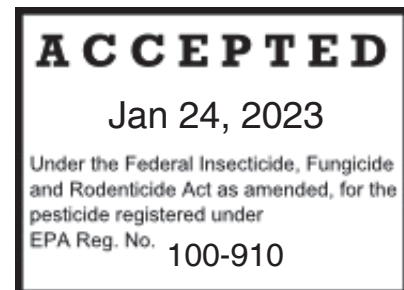 ACCEPTED
Jan 24, 2023
Under the Federal Insecticide, Fungicide
and Rodenticide Act as amended, for the
pesticide registered under
EPA Reg. No. 100-910